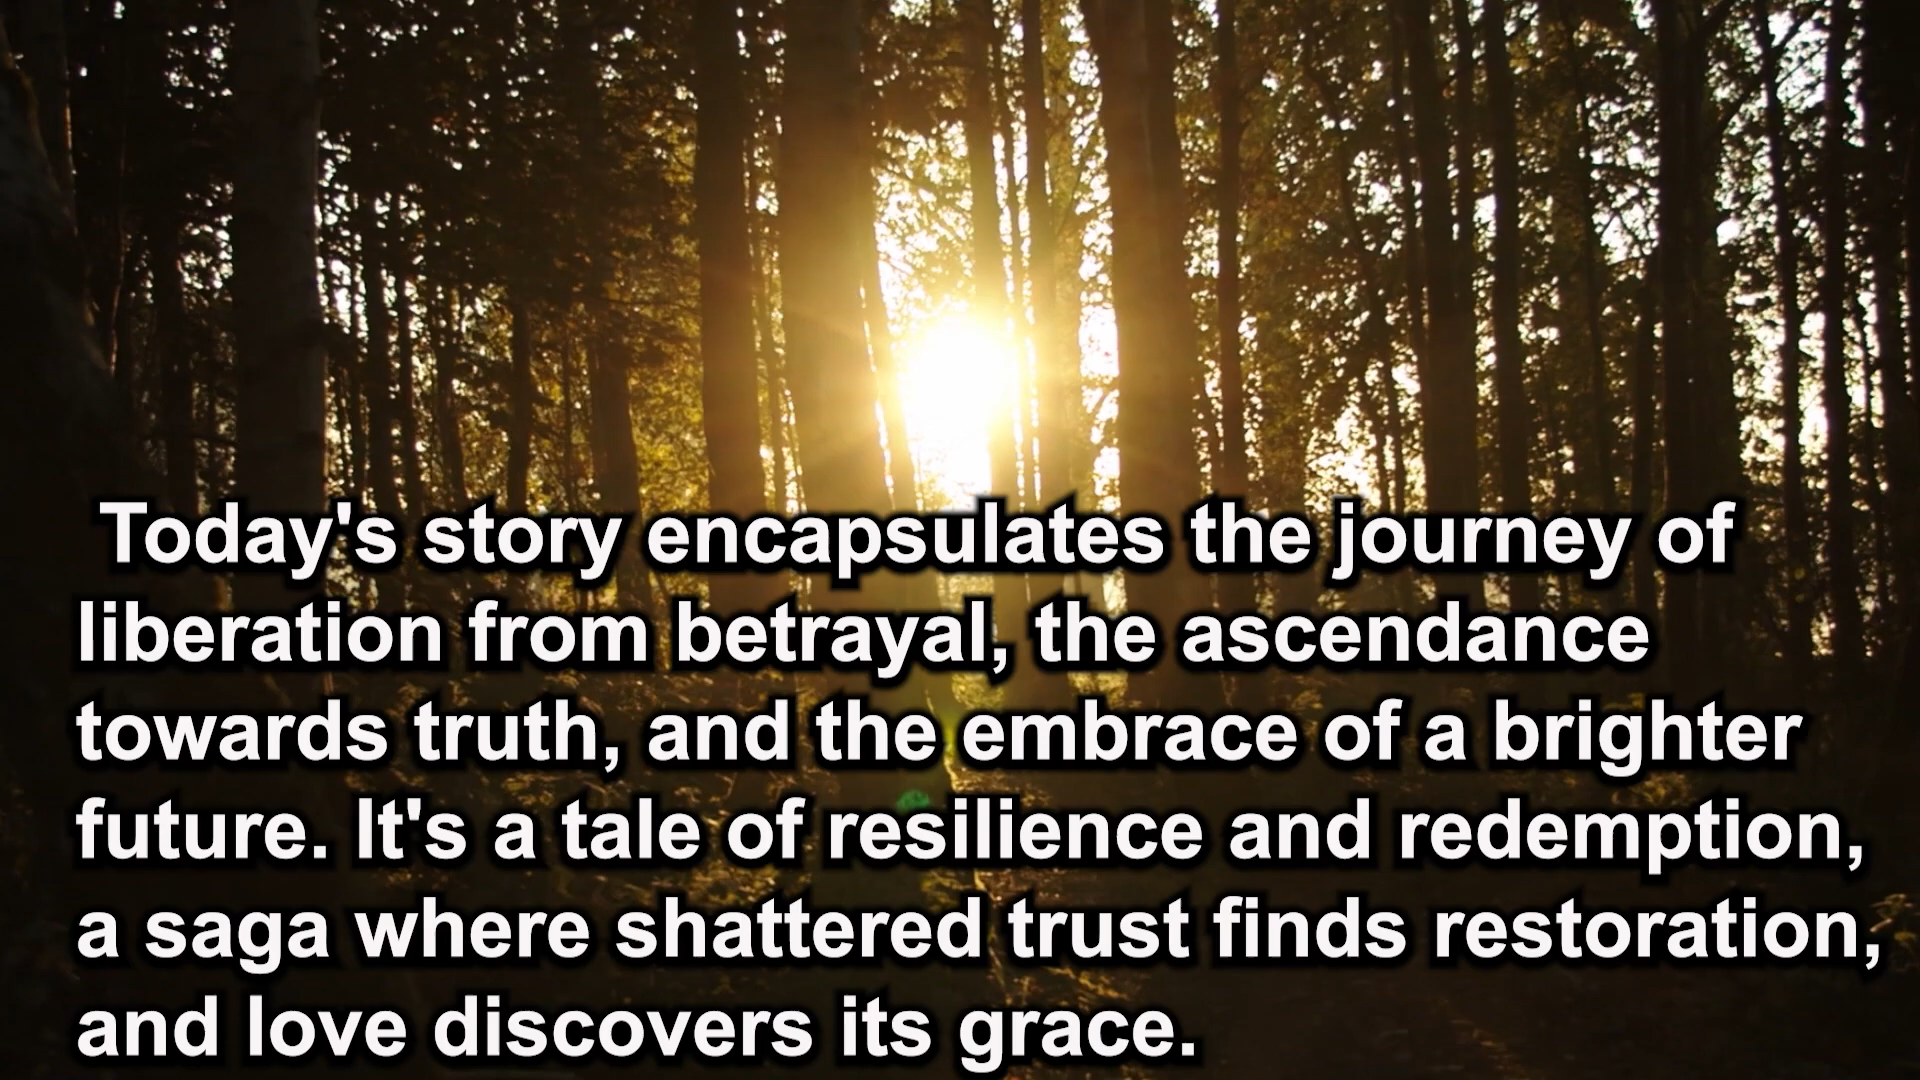 Today's story encapsulates the journey of
liberation from betrayal, the ascendance
towards truth, and the embrace of a brighter
future. It's a tale of resilience and redemption,
a saga where shattered trust finds restoration,
and love discovers its grace.